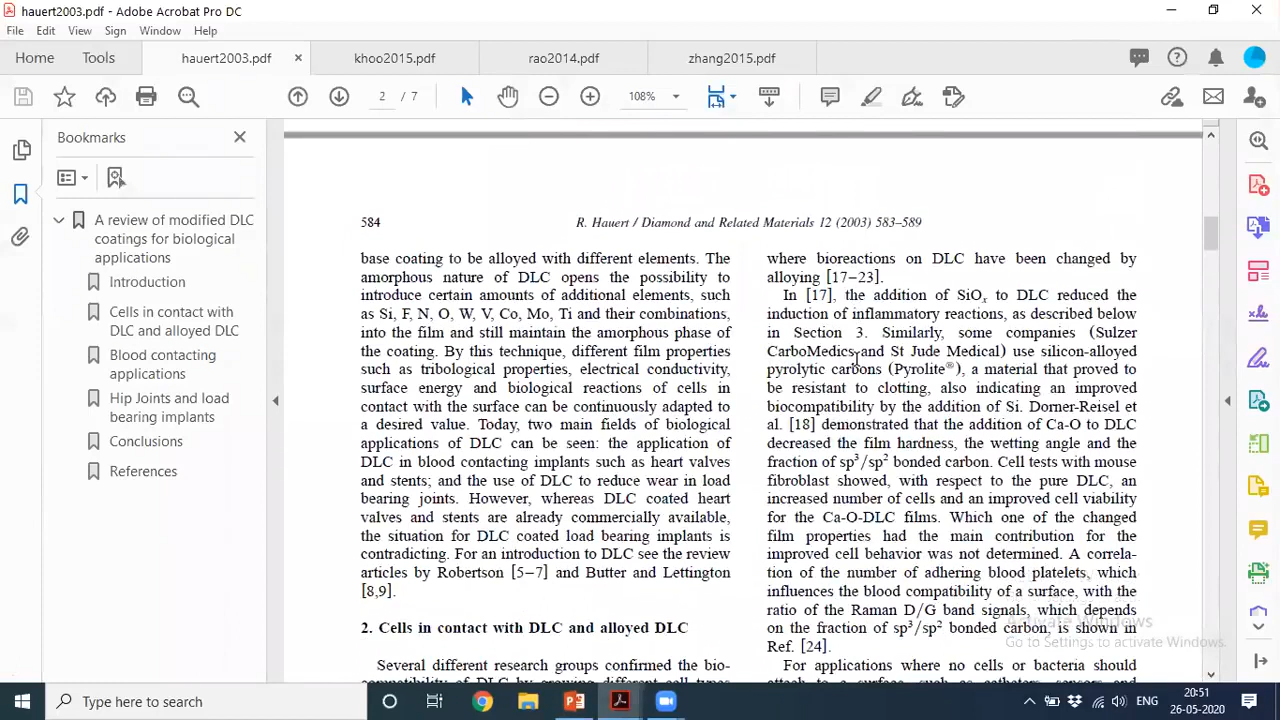 hauert2003.pdf - Adobe Acrobat Pro DC
File Edit View Sign Window Help
Home Tools hauert2003.pdf × khoo2015.pdf rao2014.pdf zhang2015.pdf
2 / 7 108%
Bookmarks
A review of modified DLC
coatings for biological
applications
Introduction
Cells in contact with
DLC and alloyed DLC
Blood contacting
applications
Hip Joints and load
bearing implants
Conclusions
References
584 R. Hauert / Diamond and Related Materials 12 (2003) 583–589
base coating to be alloyed with different elements. The
amorphous nature of DLC opens the possibility to
introduce certain amounts of additional elements, such
as Si, F, N, O, W, V, Co, Mo, Ti and their combinations,
into the film and still maintain the amorphous phase of
the coating. By this technique, different film properties
such as tribological properties, electrical conductivity,
surface energy and biological reactions of cells in
contact with the surface can be continuously adapted to
a desired value. Today, two main fields of biological
applications of DLC can be seen: the application of
DLC in blood contacting implants such as heart valves
and stents; and the use of DLC to reduce wear in load
bearing joints. However, whereas DLC coated heart
valves and stents are already commercially available,
the situation for DLC coated load bearing implants is
contradicting. For an introduction to DLC see the review
articles by Robertson [5–7] and Butter and Lettington
[8,9].
2. Cells in contact with DLC and alloyed DLC
Several different research groups confirmed the bio-
compatibility of DLC by growing different cell types
where bioreactions on DLC have been changed by
alloying [17–23].
In [17], the addition of SiOx to DLC reduced the
induction of inflammatory reactions, as described below
in Section 3. Similarly, some companies (Sulzer
CarboMedics and St Jude Medical) use silicon-alloyed
pyrolytic carbons (Pyrolite®), a material that proved to
be resistant to clotting, also indicating an improved
biocompatibility by the addition of Si. Dorner-Reisel et
al. [18] demonstrated that the addition of Ca-O to DLC
decreased the film hardness, the wetting angle and the
fraction of sp3/sp2 bonded carbon. Cell tests with mouse
fibroblast showed, with respect to the pure DLC, an
increased number of cells and an improved cell viability
for the Ca-O-DLC films. Which one of the changed
film properties had the main contribution for the
improved cell behavior was not determined. A correla-
tion of the number of adhering blood platelets, which
influences the blood compatibility of a surface, with the
ratio of the Raman D/G band signals, which depends
on the fraction of sp3/sp2 bonded carbon, is shown in
Ref. [24].
For applications where no cells or bacteria should
attach to a surface, such as catheters, sensors and
Activate Windows
Go to Settings to activate Windows.
Type here to search
ENG
20:51
26-05-2020